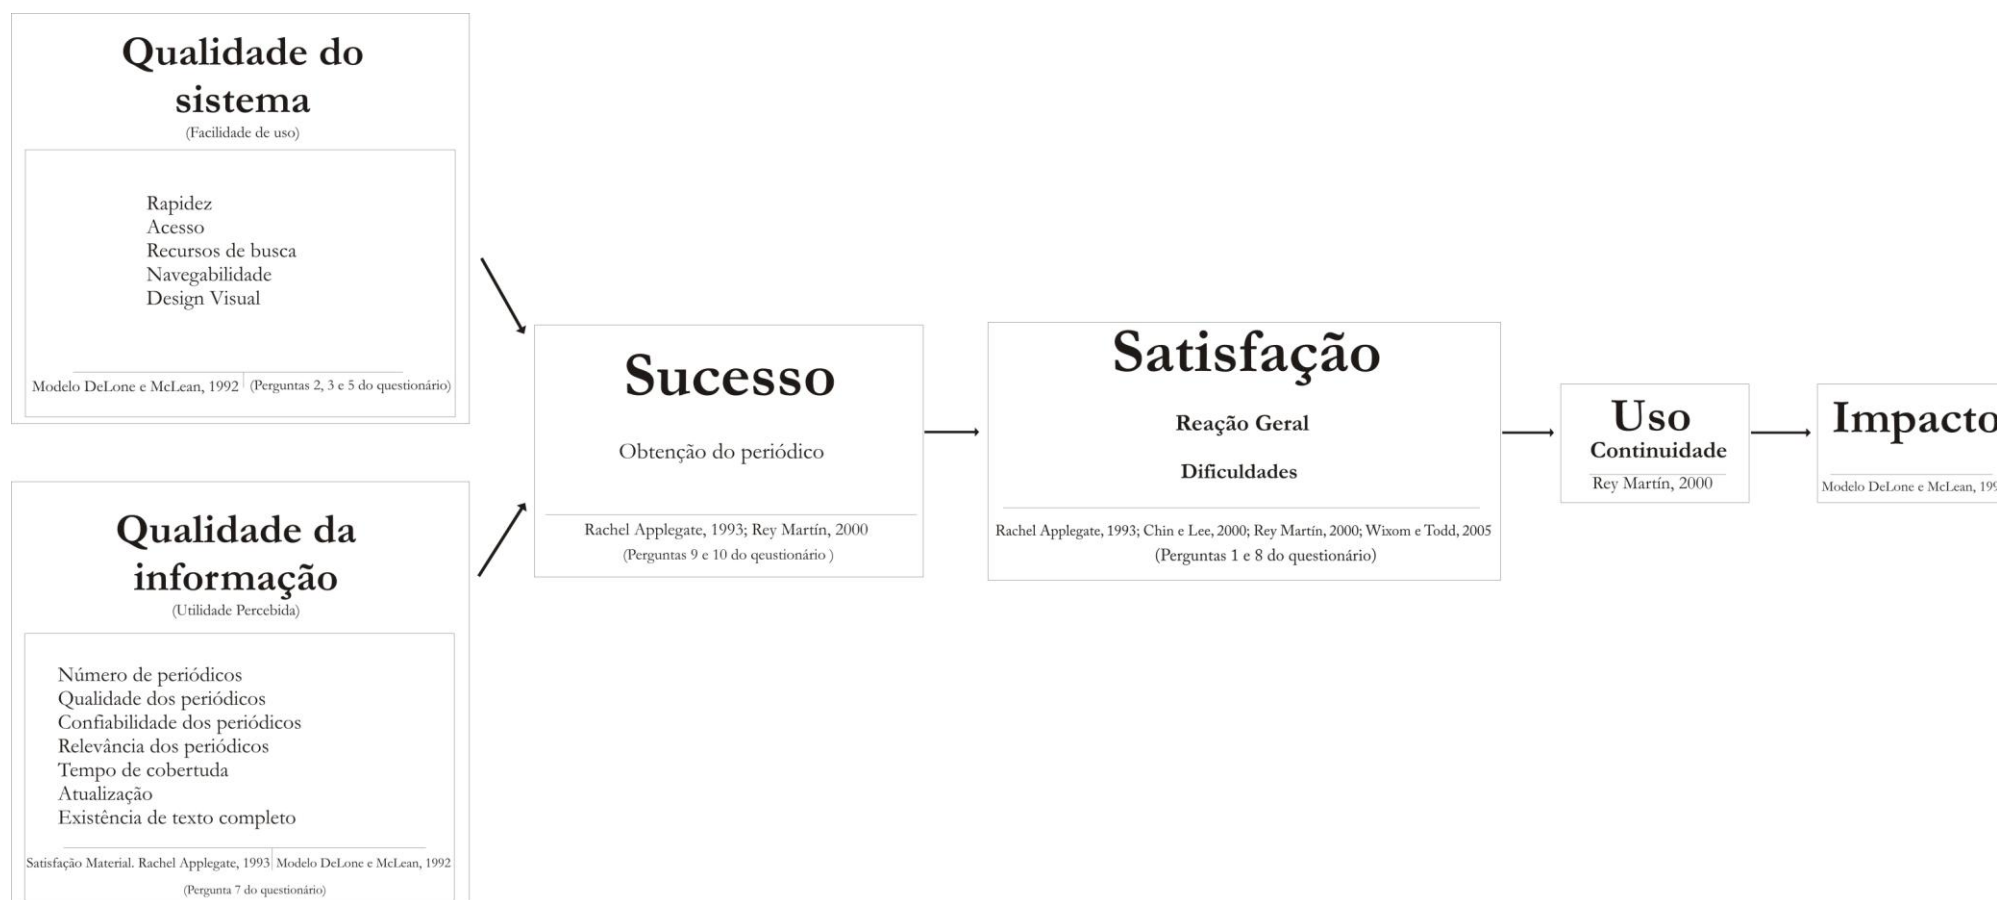 Qualidade do
sistema
(Facilidade de uso)
Rapidez
Acesso
Recursos de busca
Navegabilidade
Design Visual
Modelo DeLone e McLean, 1992 (Perguntas 2, 3 e 5 do questionário)
Qualidade da
informação
(Utilidade Percebida)
Número de periódicos
Qualidade dos periódicos
Confiabilidade dos periódicos
Relevância dos periódicos
Tempo de cobertuda
Atualização
Existência de texto completo
Satisfação Material. Rachel Applegate, 1993 Modelo DeLone e McLean, 1992
(Pergunta 7 do questionário)
Sucesso
Obtenção do periódico
Rachel Applegate, 1993; Rey Martín, 2000
(Perguntas 9 e 10 do qeustionário )
Satisfação
Reação Geral
Dificuldades
Rachel Applegate, 1993; Chin e Lee, 2000; Rey Martín, 2000; Wixom e Todd, 2005
(Perguntas 1 e 8 do questionário)
Uso
Continuidade
Rey Martín, 2000
Impacto
Modelo DeLone e McLean,